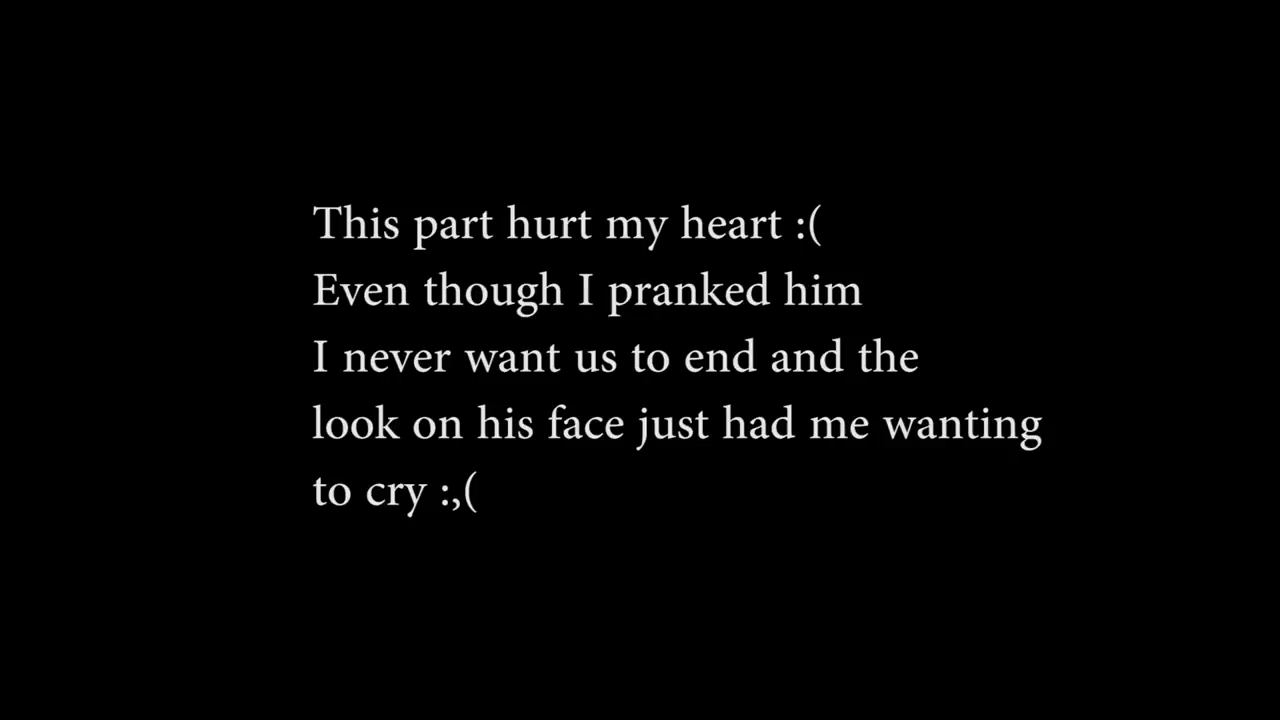 This part hurt my heart :(
Even though I pranked him
I never want us to end and the
look on his face just had me wanting
to cry :,(